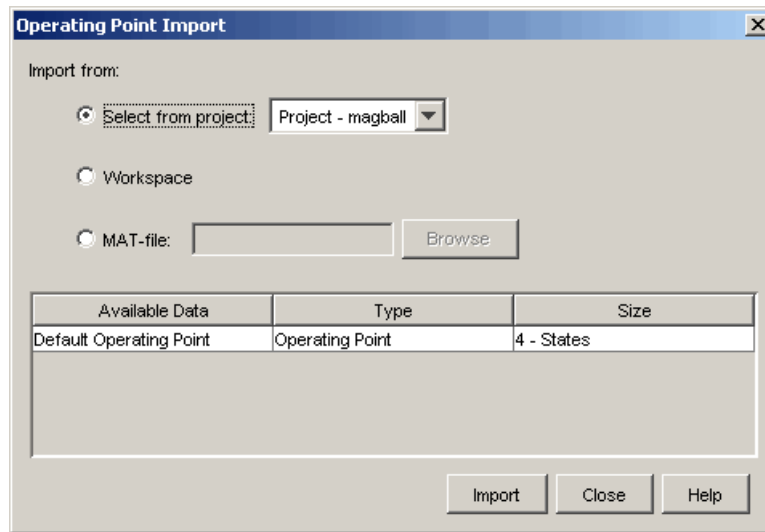 Operating Point Import
Import from:
Select from project: Project - magball
Workspace
MAT-file: Browse
Available Data Type Size
Default Operating Point Operating Point 4 - States
Import Close Help